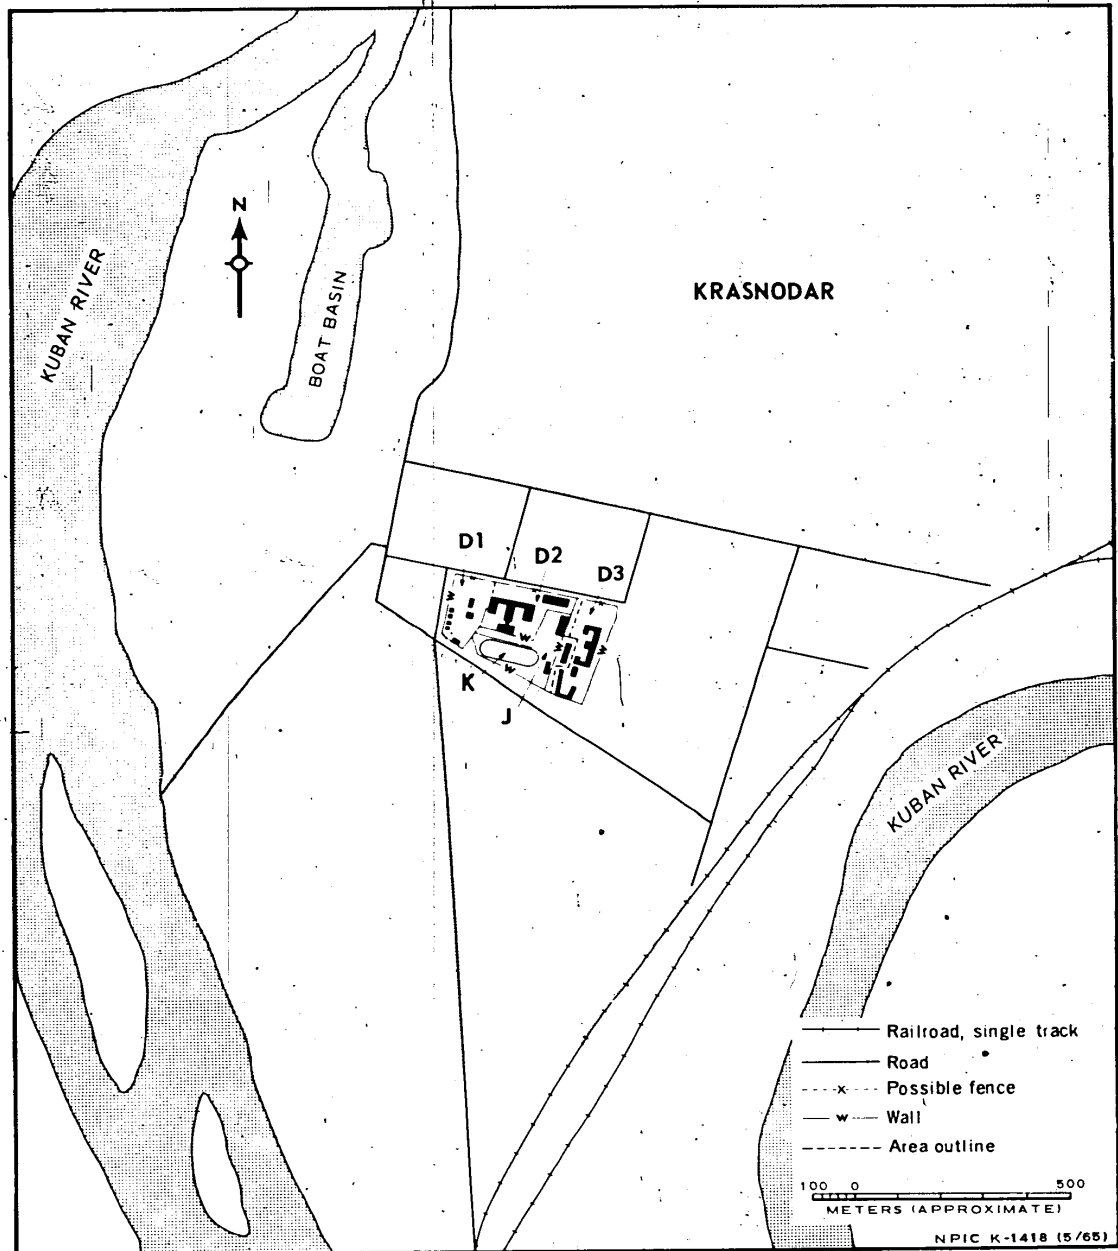 N
KUBAN RIVER
BOAT BASIN
KRASNODAR
D1
D2
D3
W
W
W
W
W
K
J
KUBAN RIVER
Railroad, single track
Road
x Possible fence
w Wall
Area outline
100 0 500
METERS (APPROXIMATE)
NPIC K-1418 (5/65)